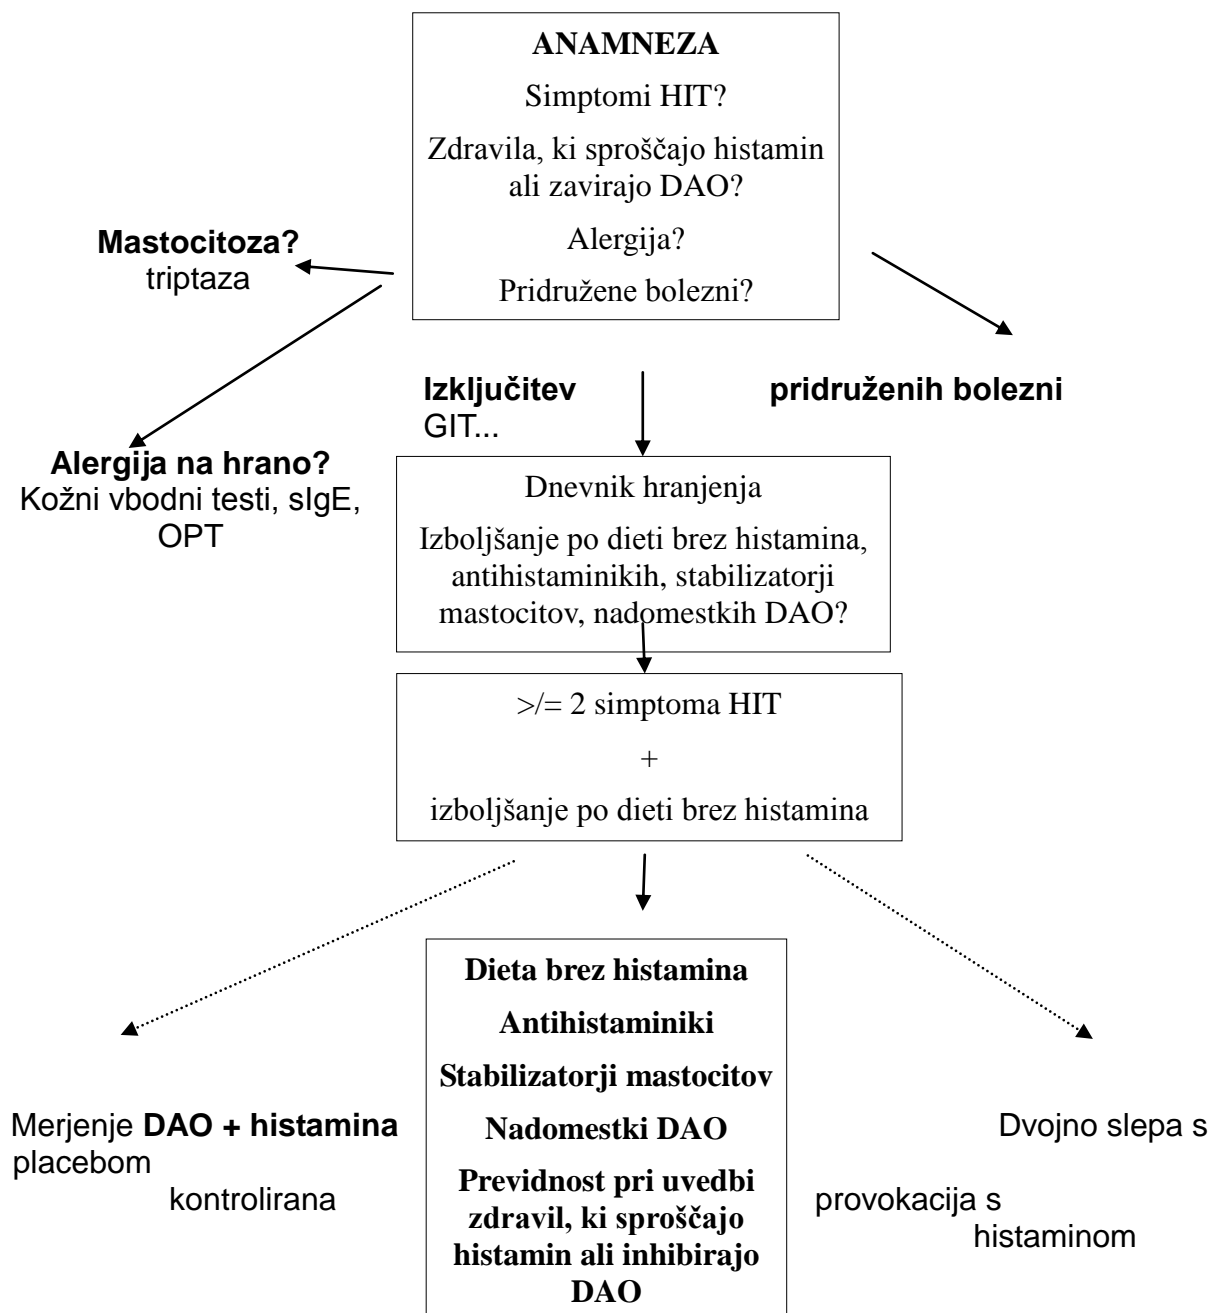 ANAMNEZA
Simptomi HIT?
Zdravila, ki sproščajo histamin
ali zavirajo DAO?
Alergija?
Pridružene bolezni?
Mastocitoza?
triptaza
Izključitev pridruženih bolezni
GIT...
Alergija na hrano?
Kožni vbodni testi, sIgE,
OPT
Dnevnik hranjenja
Izboljšanje po dieti brez histamina,
antihistaminikih, stabilizatorji
mastocitov, nadomestkih DAO?
>/= 2 simptoma HIT
+
izboljšanje po dieti brez histamina
Dieta brez histamina
Antihistaminiki
Stabilizatorji mastocitov
Nadomestki DAO
Previdnost pri uvedbi
zdravil, ki sproščajo
histamin ali inhibirajo
DAO
Merjenje DAO + histamina Dvojno slepa s
placebom
kontrolirana provokacija s
histaminom